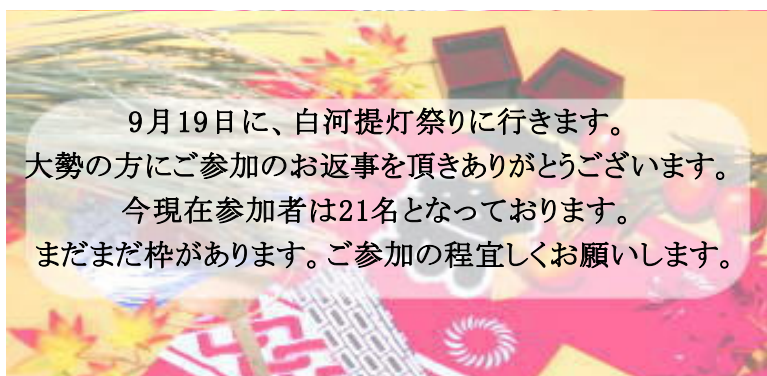 9月19日に、白河提灯祭りに行きます。
大勢の方にご参加のお返事を頂きありがとうございます。
今現在参加者は21名となっております。
まだまだ枠があります。ご参加の程宜しくお願いします。